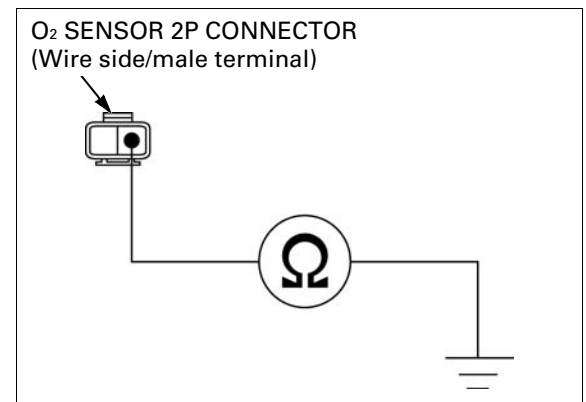 O₂ SENSOR 2P CONNECTOR
(Wire side/male terminal)
Ω